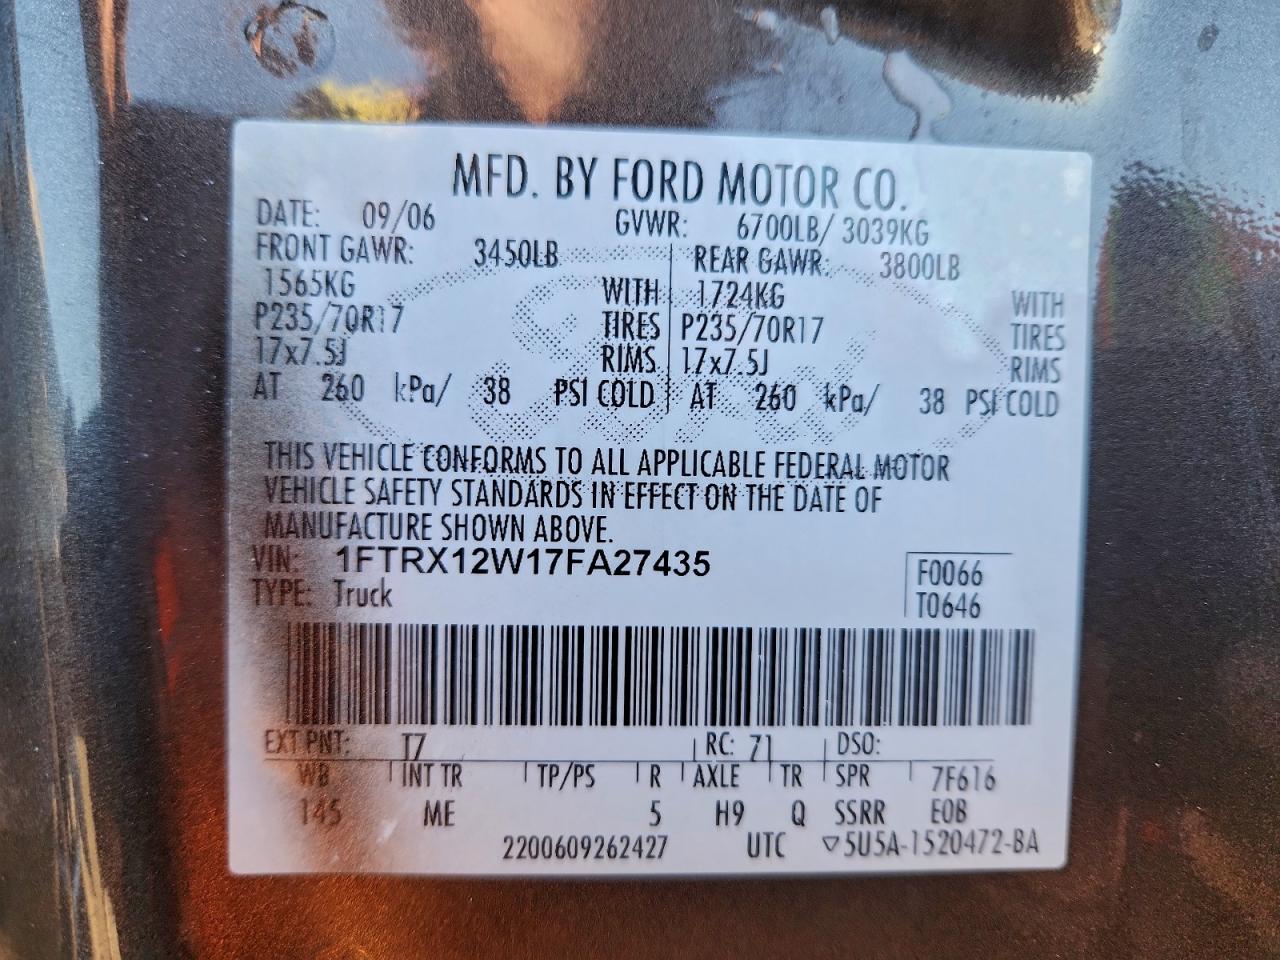 MFD. BY FORD MOTOR CO.
DATE: 09/06 GVWR: 6700LB/ 3039KG
FRONT GAWR: 3450LB REAR GAWR: 3800LB
1565KG WITH 1724KG WITH
P235/70R17 TIRES P235/70R17 TIRES
17x7.5J RIMS 17x7.5J RIMS
AT 260 kPa/ 38 PSI COLD AT 260 kPa/ 38 PSI COLD
THIS VEHICLE CONFORMS TO ALL APPLICABLE FEDERAL MOTOR
VEHICLE SAFETY STANDARDS IN EFFECT ON THE DATE OF
MANUFACTURE SHOWN ABOVE.
VIN: 1FTRX12W17FA27435
TYPE: Truck
F0066
T0646
EXT PNT: T7 RC: 71 DSO:
WB INT TR TP/PS R AXLE TR SPR 7F616
145 ME 5 H9 Q SSRR E0B
2200609262427 UTC ▽5U5A-1520472-BA